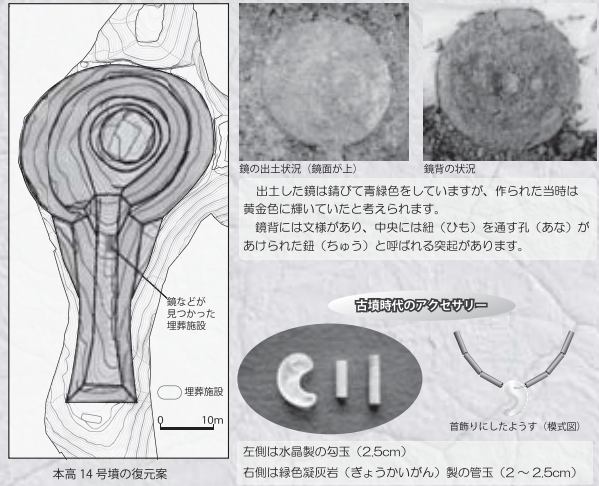 鏡などが
見つかった
埋葬施設
埋葬施設
0 10m
本高 14 号墳の復元案
鏡の出土状況（鏡面が上）
鏡背の状況
出土した鏡は錆びて青緑色をしていますが、作られた当時は
黄金色に輝いていたと考えられます。
鏡背には文様があり、中央には紐（ひも）を通す孔（あな）が
あけられた鈕（ちゅう）と呼ばれる突起があります。
古墳時代のアクセサリー
首飾りにしたようす（模式図）
左側は水晶製の勾玉（2.5cm）
右側は緑色凝灰岩（ぎょうかいがん）製の管玉（2 ～ 2.5cm）